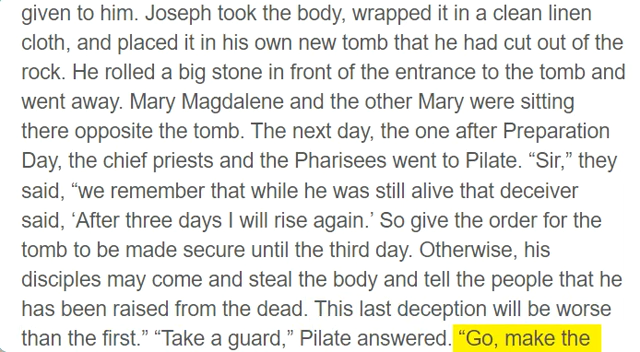 given to him. Joseph took the body, wrapped it in a clean linen
cloth, and placed it in his own new tomb that he had cut out of the
rock. He rolled a big stone in front of the entrance to the tomb and
went away. Mary Magdalene and the other Mary were sitting
there opposite the tomb. The next day, the one after Preparation
Day, the chief priests and the Pharisees went to Pilate. “Sir,” they
said, “we remember that while he was still alive that deceiver
said, ‘After three days I will rise again.’ So give the order for the
tomb to be made secure until the third day. Otherwise, his
disciples may come and steal the body and tell the people that he
has been raised from the dead. This last deception will be worse
than the first.” “Take a guard,” Pilate answered. “Go, make the